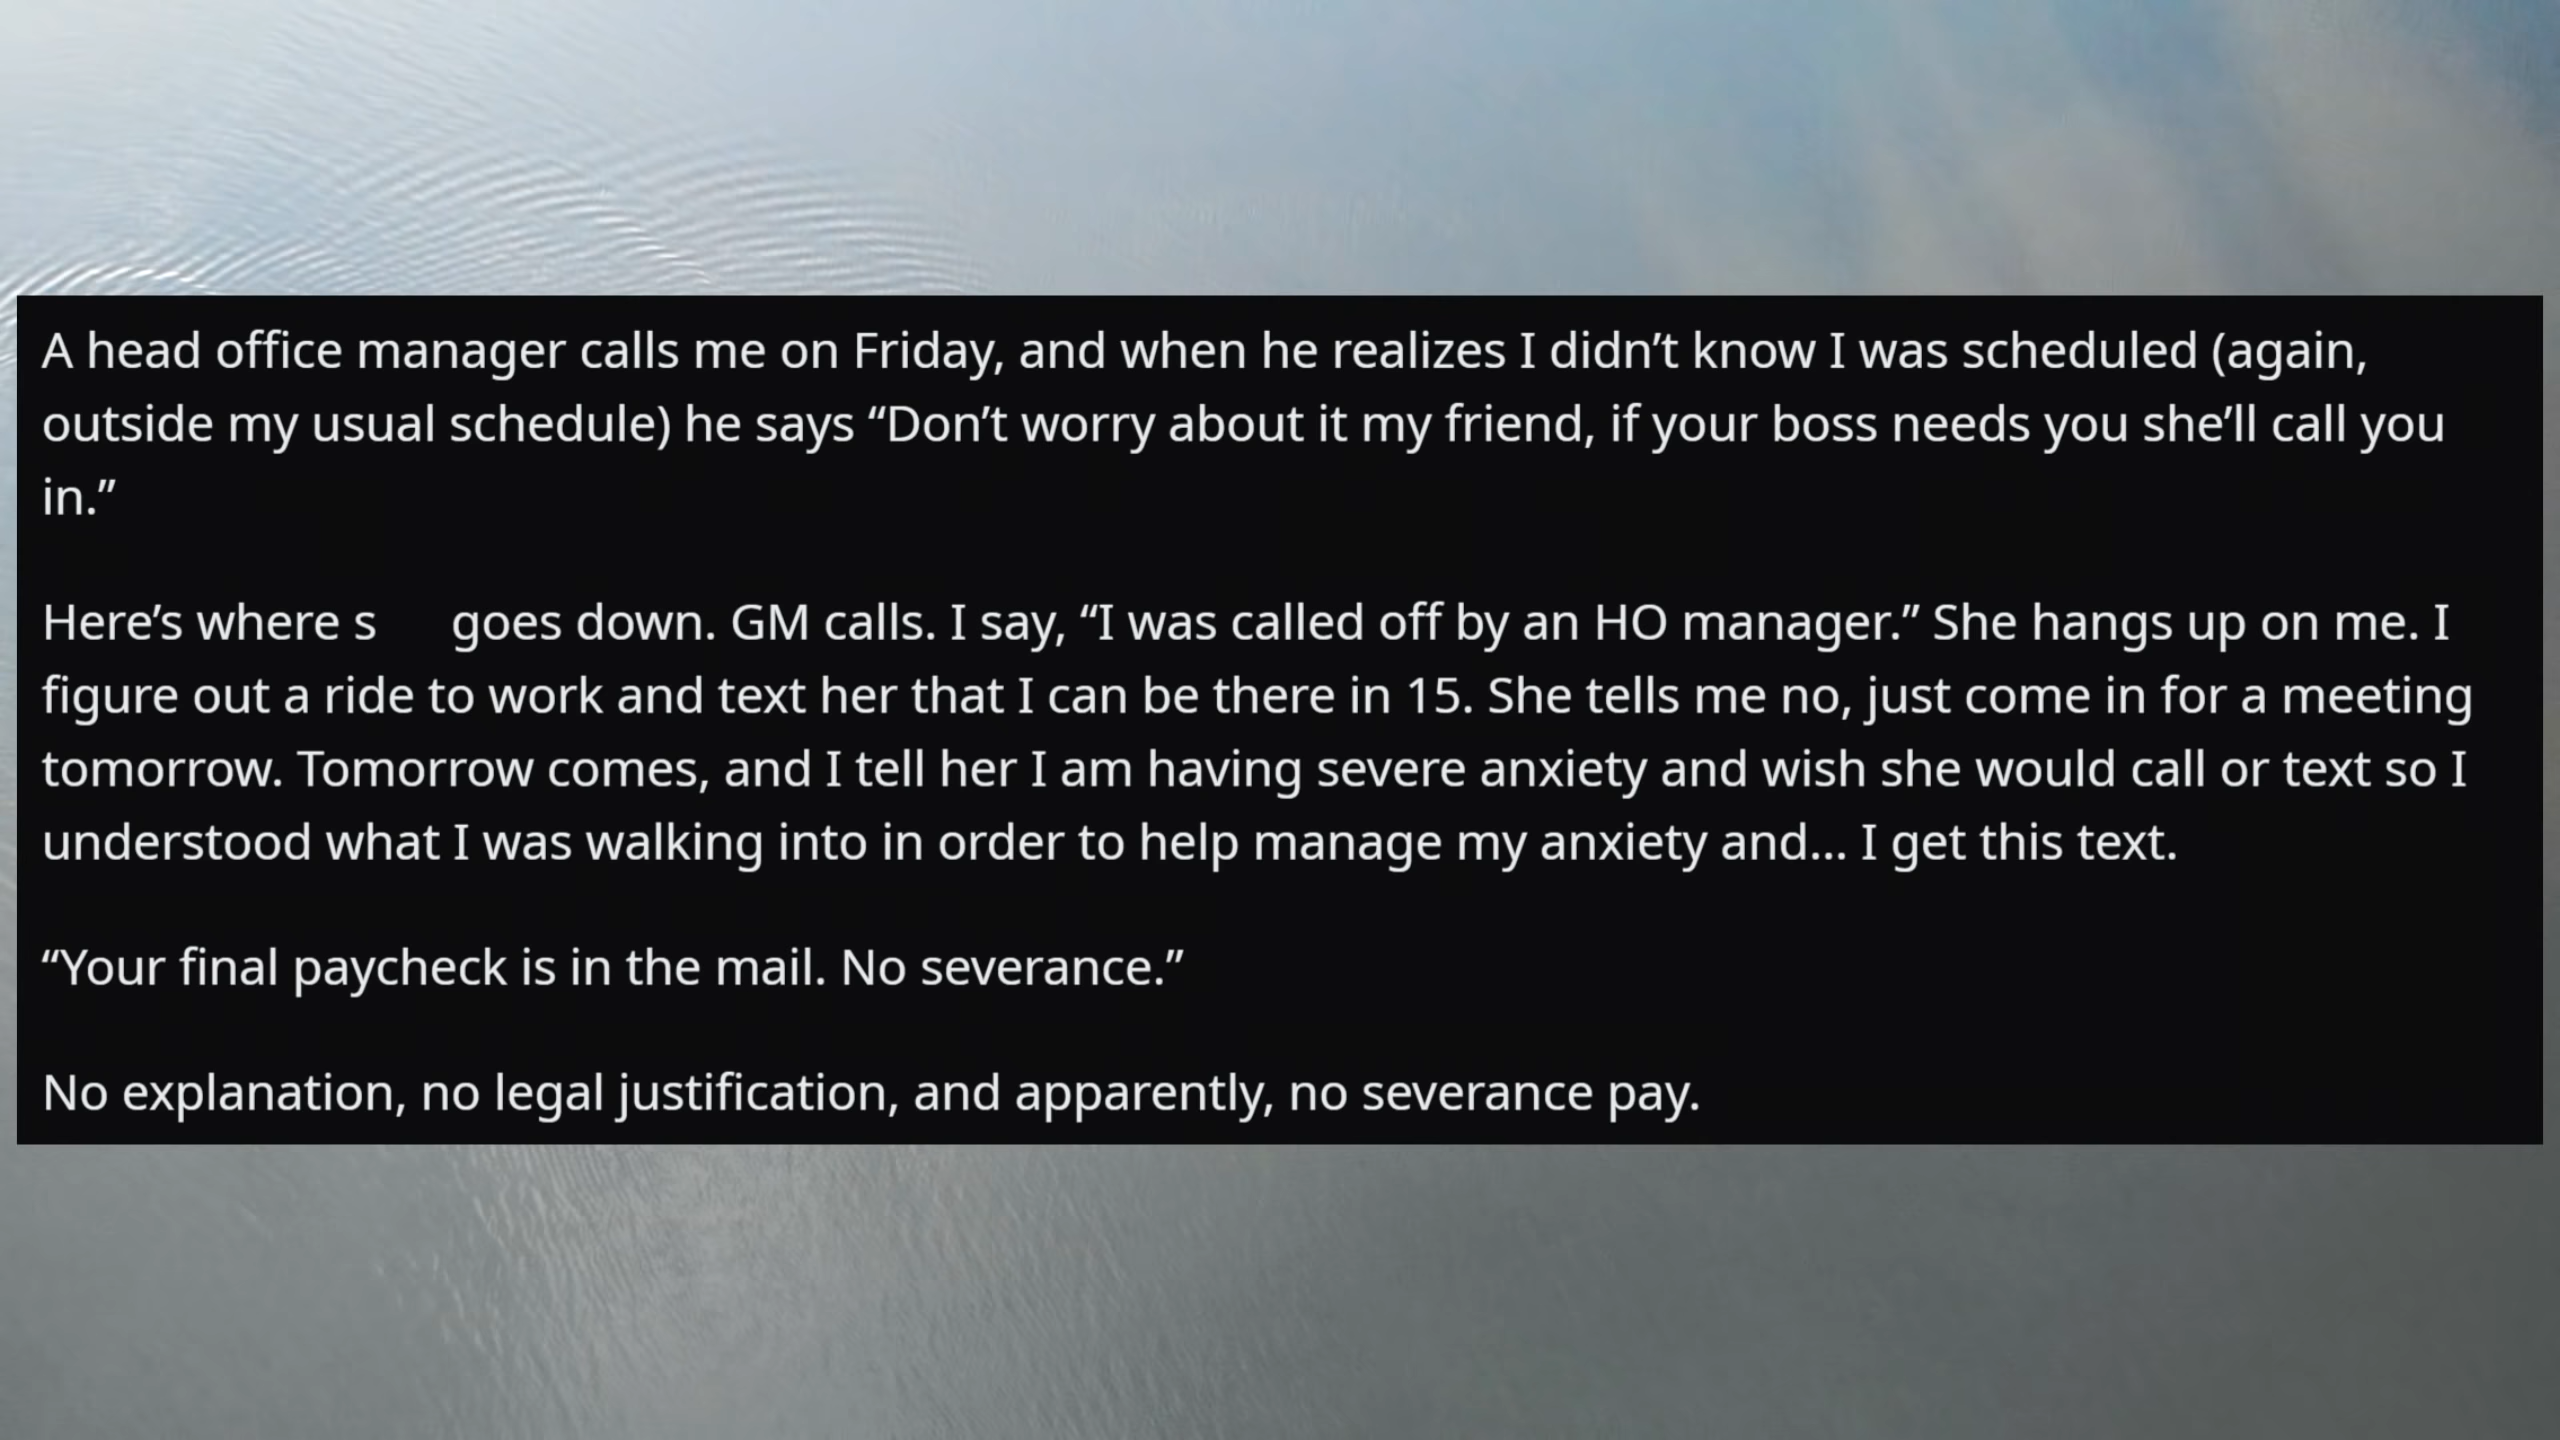 A head office manager calls me on Friday, and when he realizes I didn’t know I was scheduled (again,
outside my usual schedule) he says “Don’t worry about it my friend, if your boss needs you she’ll call you
in.”
Here’s where s goes down. GM calls. I say, “I was called off by an HO manager.” She hangs up on me. I
figure out a ride to work and text her that I can be there in 15. She tells me no, just come in for a meeting
tomorrow. Tomorrow comes, and I tell her I am having severe anxiety and wish she would call or text so I
understood what I was walking into in order to help manage my anxiety and... I get this text.
“Your final paycheck is in the mail. No severance.”
No explanation, no legal justification, and apparently, no severance pay.